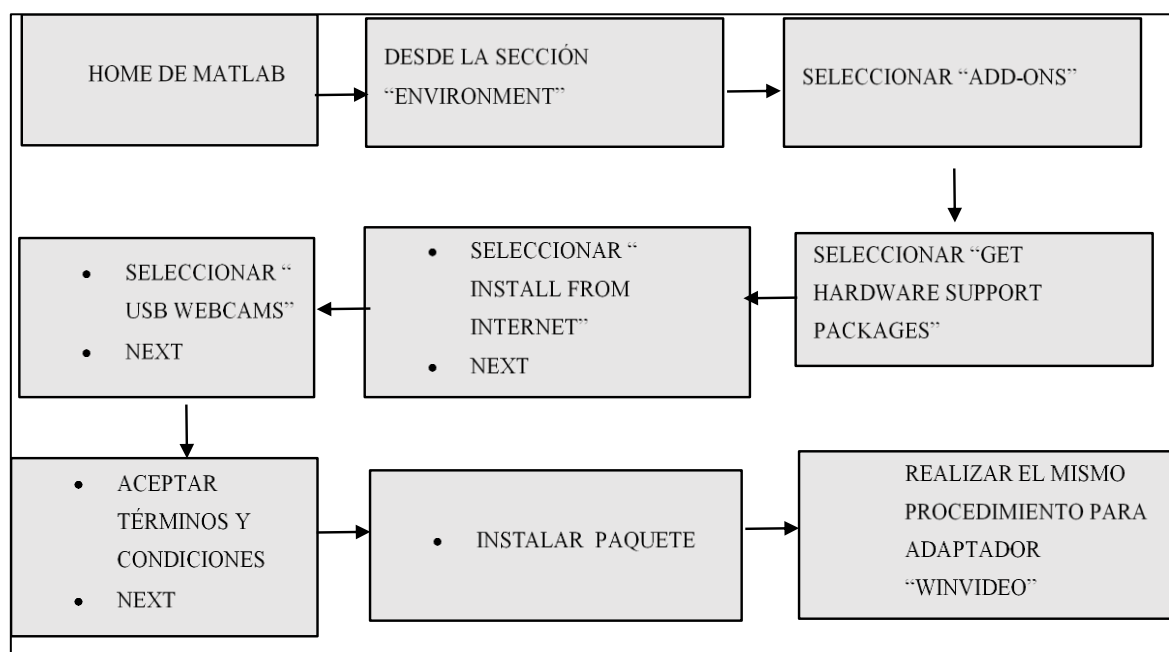 HOME DE MATLAB
DESDE LA SECCIÓN
“ENVIRONMENT”
SELECCIONAR “ADD-ONS”
SELECCIONAR “GET
HARDWARE SUPPORT
PACKAGES”
• SELECCIONAR “
INSTALL FROM
INTERNET”
• NEXT
• SELECCIONAR “
USB WEBCAMS”
• NEXT
• ACEPTAR
TÉRMINOS Y
CONDICIONES
• NEXT
• INSTALAR PAQUETE
REALIZAR EL MISMO
PROCEDIMIENTO PARA
ADAPTADOR
“WINVIDEO”